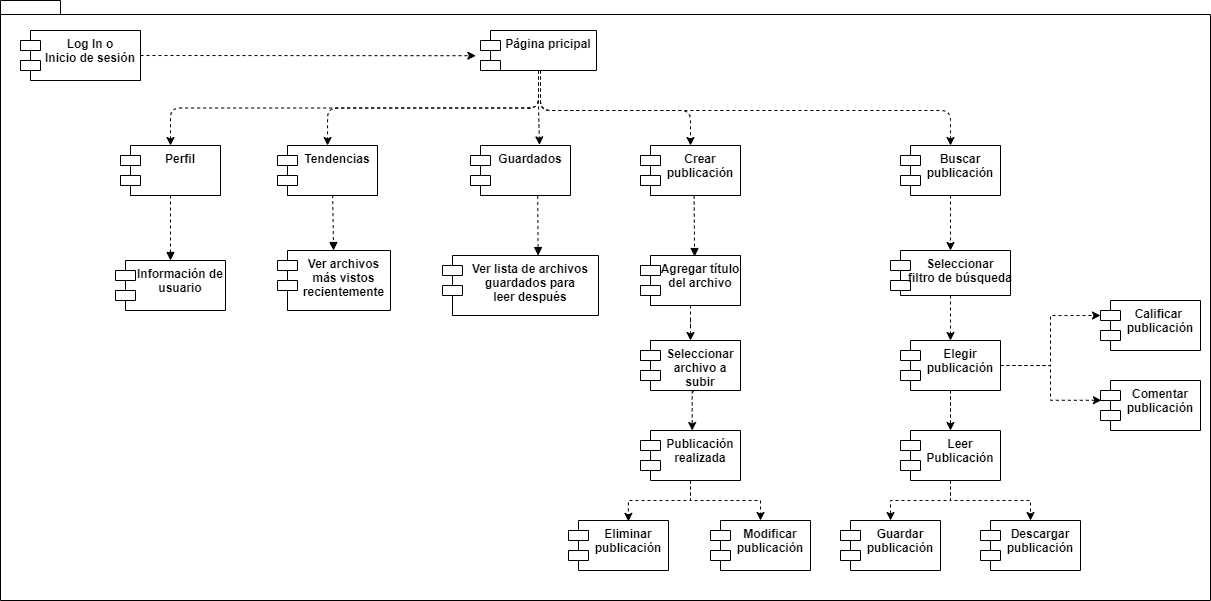 Log In o
Inicio de sesión
Página pricipal
Perfil
Tendencias
Guardados
Crear
publicación
Buscar
publicación
Información de
usuario
Ver archivos
más vistos
recientemente
Ver lista de archivos
guardados para
leer después
Agregar título
del archivo
Seleccionar
filtro de búsqueda
Seleccionar
archivo a
subir
Elegir
publicación
Calificar
publicación
Comentar
publicación
Publicación
realizada
Leer
Publicación
Eliminar
publicación
Modificar
publicación
Guardar
publicación
Descargar
publicación